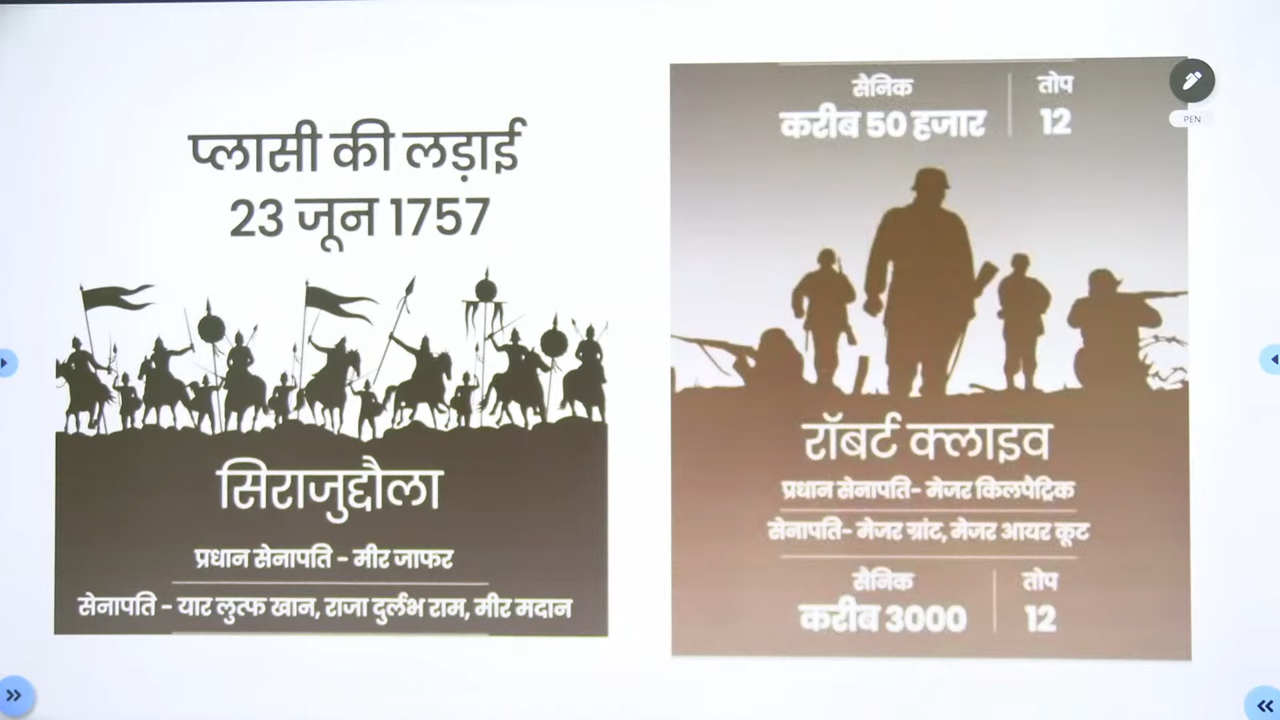 प्लासी की लड़ाई
23 जून 1757
सिराजुद्दौला
प्रधान सेनापति - मीर जाफर
सेनापति - यार लुत्फ खान, राजा दुर्लभ राम, मीर मदान
सैनिक तोप
करीब 50 हजार 12
PEN
रॉबर्ट क्लाइव
प्रधान सेनापति- मेजर किलपैट्रिक
सेनापति- मेजर ग्रांट, मेजर आयर कूट
सैनिक तोप
करीब 3000 12